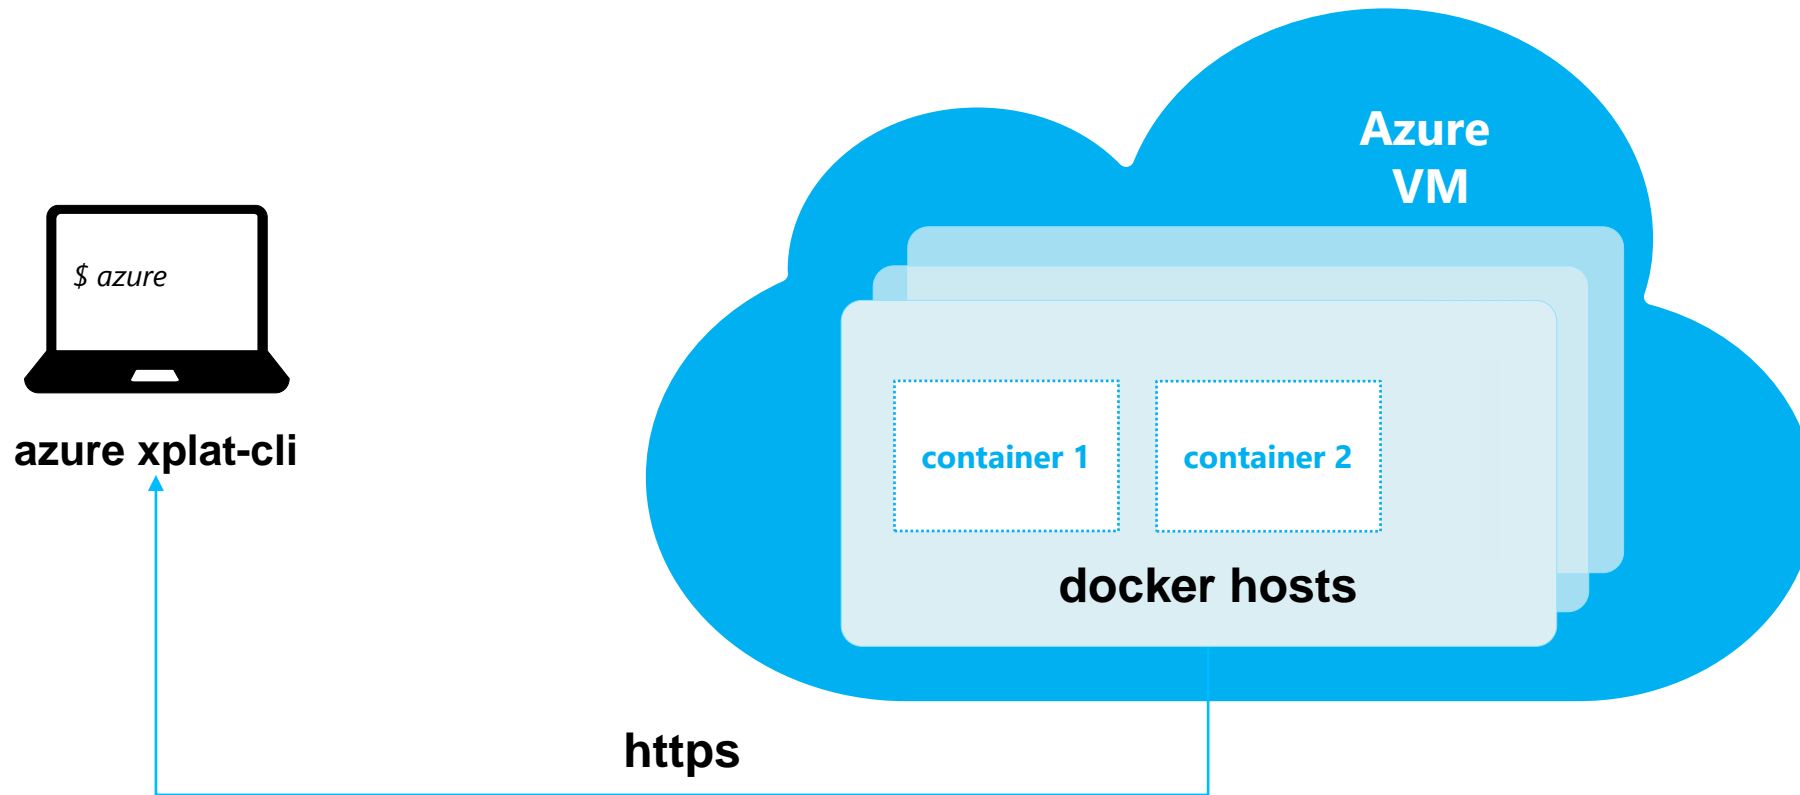 Azure
VM
$ azure
azure xplat-cli
container 1
container 2
docker hosts
https